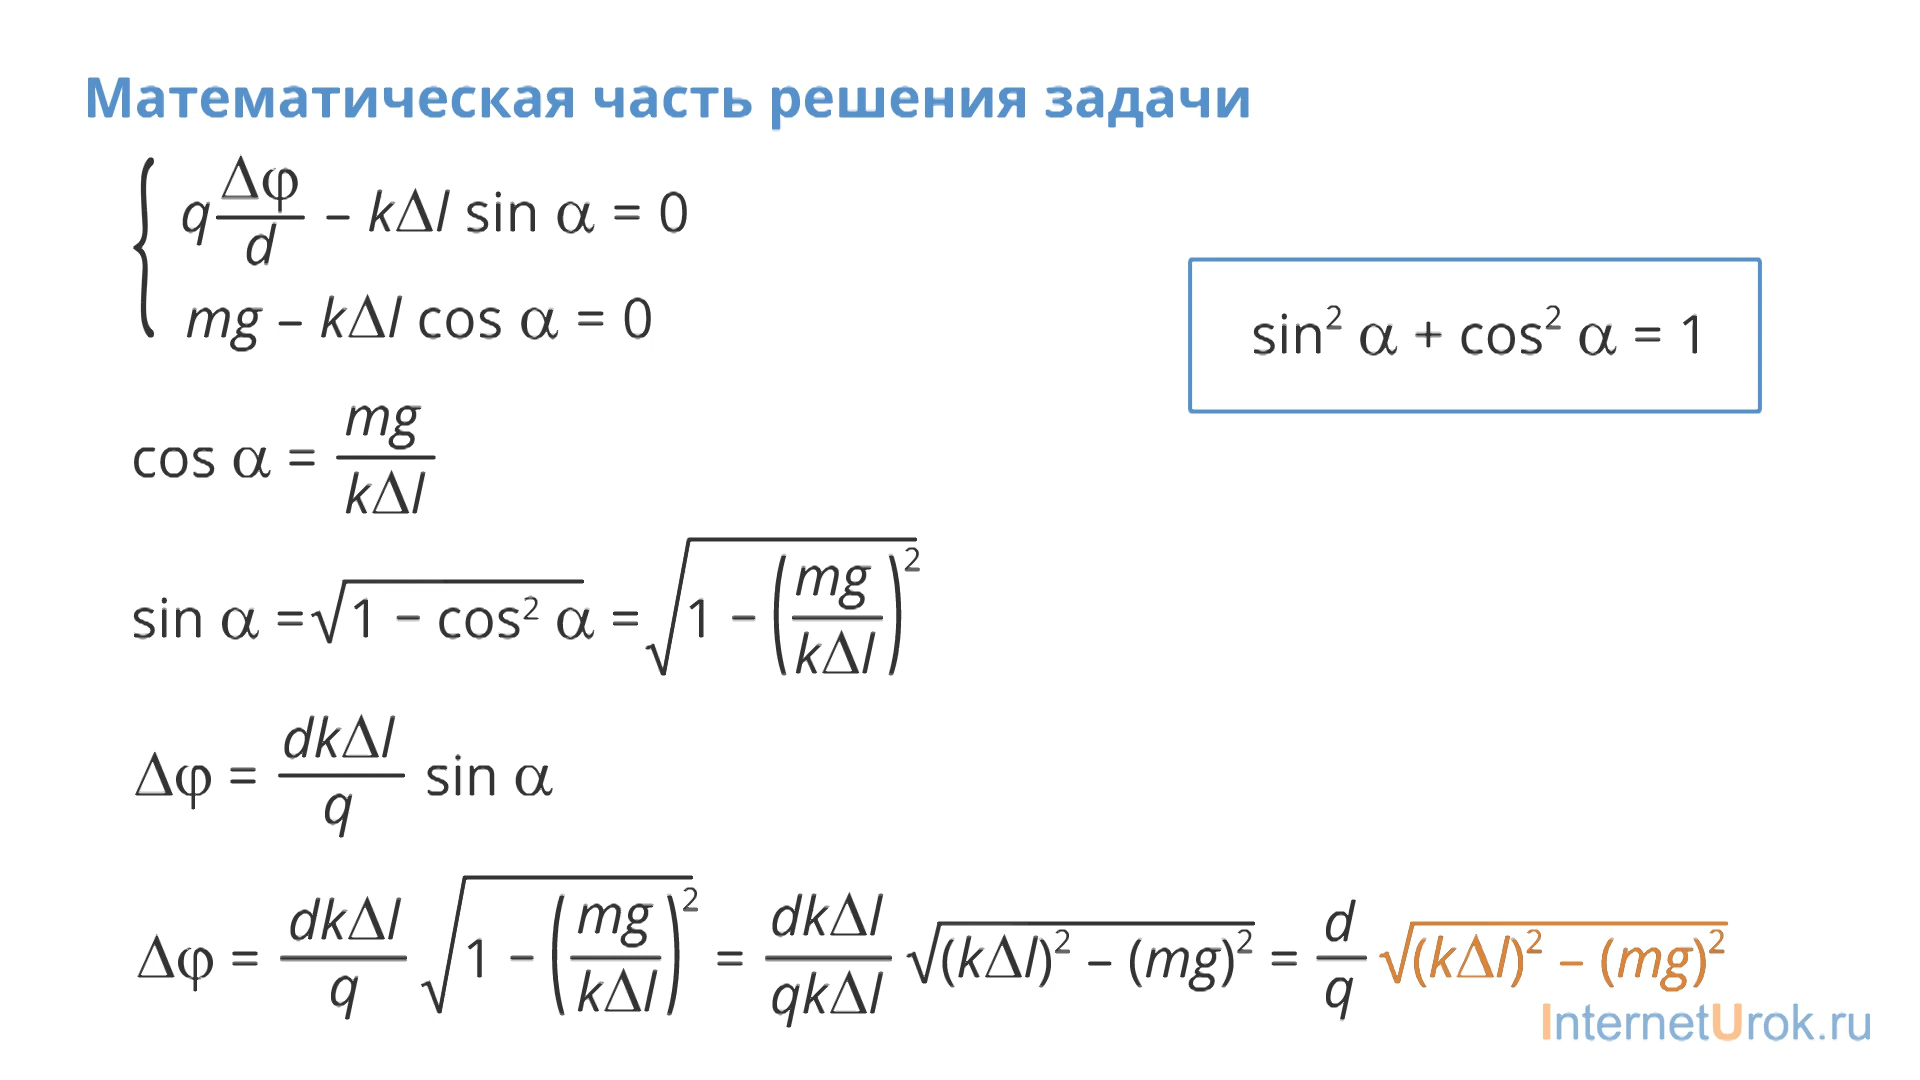 Математическая часть решения задачи
q Δφ/d – kΔl sin α = 0
mg – kΔl cos α = 0
sin² α + cos² α = 1
cos α = mg/kΔl
sin α = √(1 − cos² α) = √(1 − (mg/kΔl)²)
Δφ = dkΔl/q sin α
Δφ = dkΔl/q √(1 − (mg/kΔl)²) = dkΔl/qkΔl √((kΔl)² – (mg)²) = d/q √((kΔl)² – (mg)²)
InternetUrok.ru